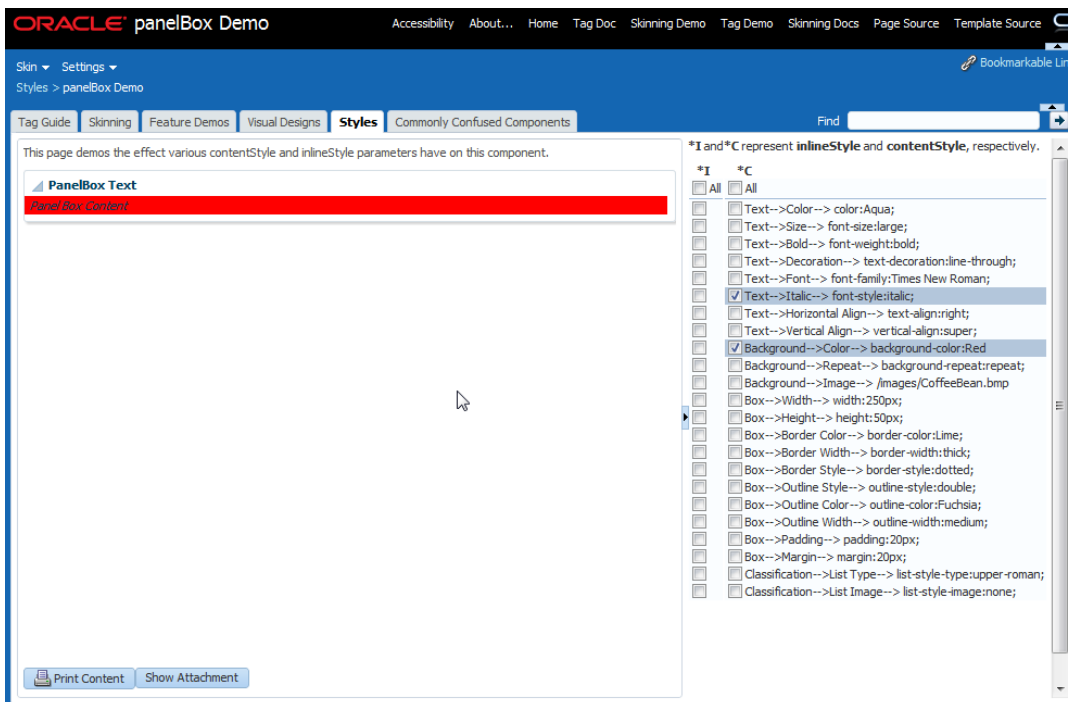 ORACLE panelBox Demo
Accessibility About... Home Tag Doc Skinning Demo Tag Demo Skinning Docs Page Source Template Source
Skin Settings
Bookmarkable Lin
Styles > panelBox Demo
Tag Guide Skinning Feature Demos Visual Designs Styles Commonly Confused Components
Find
This page demos the effect various contentStyle and inlineStyle parameters have on this component.
PanelBox Text
Panel Box Content
Print Content Show Attachment
*I and *C represent inlineStyle and contentStyle, respectively.
*I *C
All All
Text-->Color--> color:Aqua;
Text-->Size--> font-size:large;
Text-->Bold--> font-weight:bold;
Text-->Decoration--> text-decoration:line-through;
Text-->Font--> font-family:Times New Roman;
Text-->Italic--> font-style:italic;
Text-->Horizontal Align--> text-align:right;
Text-->Vertical Align--> vertical-align:super;
Background-->Color--> background-color:Red
Background-->Repeat--> background-repeat:repeat;
Background-->Image--> /images/CoffeeBean.bmp
Box-->Width--> width:250px;
Box-->Height--> height:50px;
Box-->Border Color--> border-color:Lime;
Box-->Border Width--> border-width:thick;
Box-->Border Style--> border-style:dotted;
Box-->Outline Style--> outline-style:double;
Box-->Outline Color--> outline-color:Fuchsia;
Box-->Outline Width--> outline-width:medium;
Box-->Padding--> padding:20px;
Box-->Margin--> margin:20px;
Classification-->List Type--> list-style-type:upper-roman;
Classification-->List Image--> list-style-image:none;